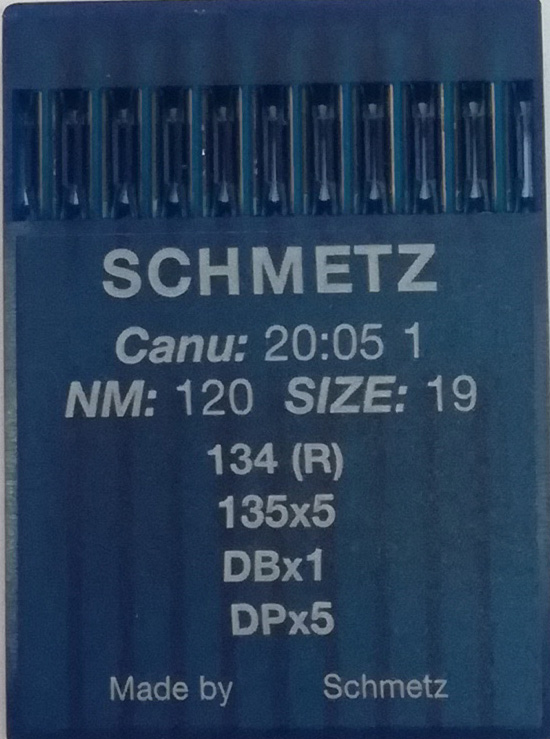 SCHMETZ
Canu: 20:05 1
NM: 120 SIZE: 19
134 (R)
135x5
DBx1
DPx5
Made by Schmetz